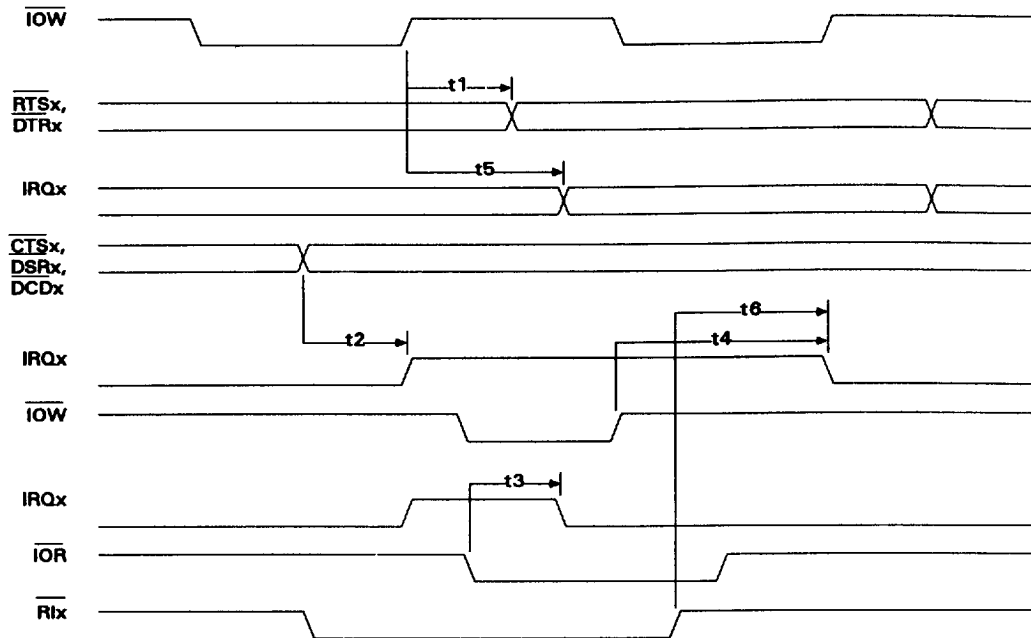 IOW
t1
RTSx,
DTRx
t5
IRQx
CTSx,
DSRx,
DCDx
t6
t2
t4
IRQx
IOW
t3
IRQx
IOR
RIx